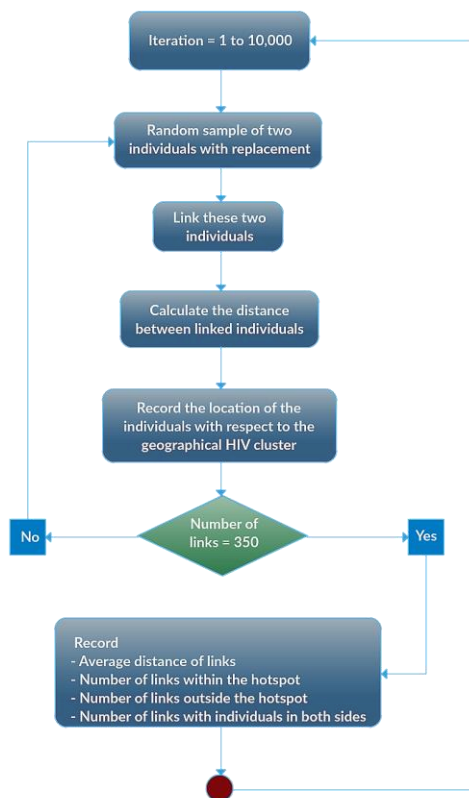 Iteration = 1 to 10,000
Random sample of two
individuals with replacement
Link these two
individuals
Calculate the distance
between linked individuals
Record the location of the
individuals with respect to the
geographical HIV cluster
Number of
links = 350
No
Yes
Record
- Average distance of links
- Number of links within the hotspot
- Number of links outside the hotspot
- Number of links with individuals in both sides